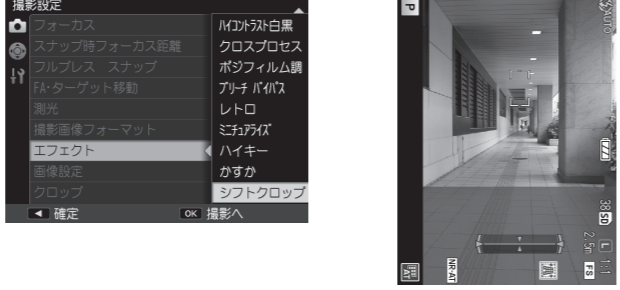 撮影設定
フォーカス
スナップ時フォーカス距離
フルプレス スナップ
FA・ターゲット移動
測光
撮影画像フォーマット
エフェクト
画像設定
クロップ
ハイコントラスト白黒
クロスプロセス
ポジフィルム調
ブリーチ バイパス
レトロ
ミニチュアライズ
ハイキー
かすか
シフトクロップ
確定
OK 撮影へ
P
AUTO
38 SD
L 1:1
2.5m FS
NR-AT
AT